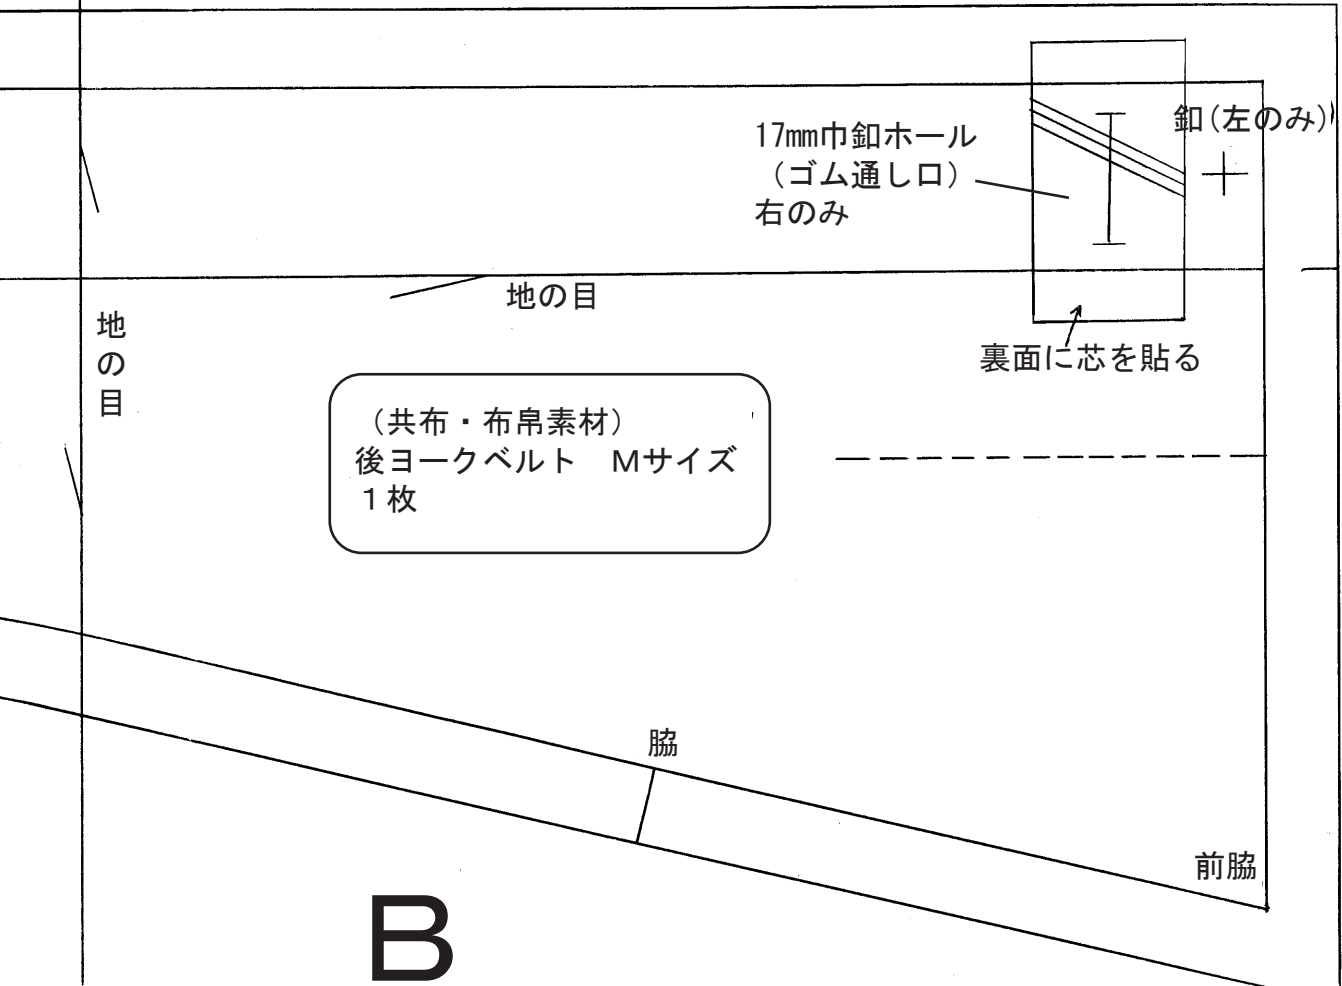 釦(左のみ)
17mm巾釦ホール
(ゴム通し口)
右のみ
地の目
地の目
裏面に芯を貼る
(共布・布帛素材)
後ヨークベルト　Mサイズ
1枚
脇
前脇
B